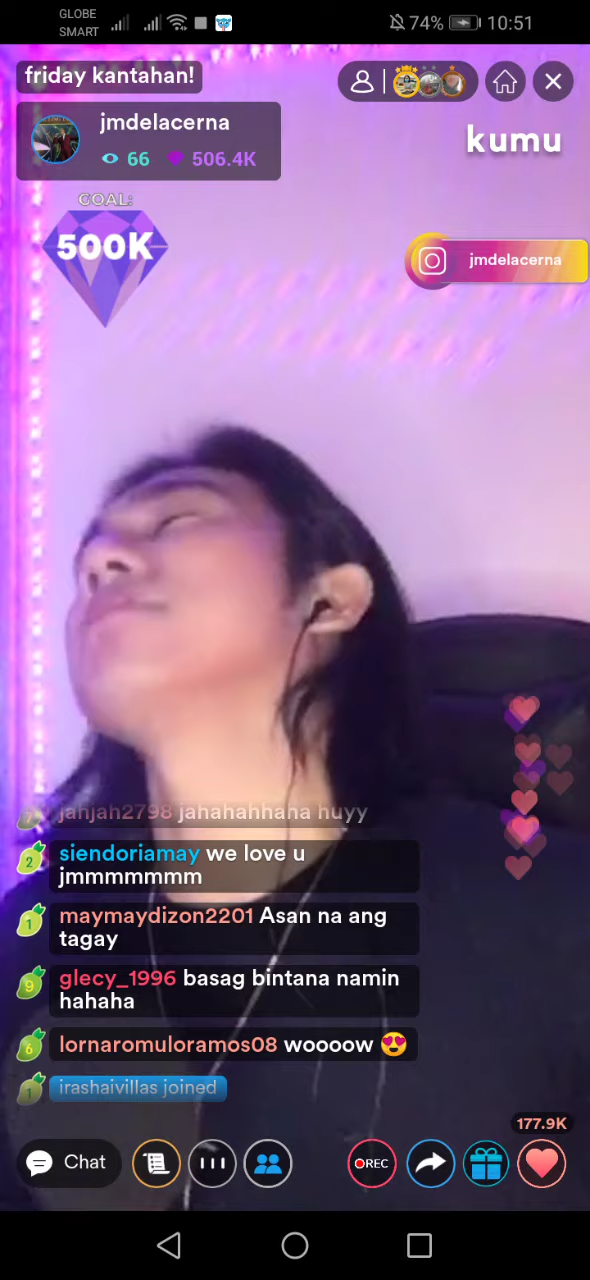 GLOBE
SMART
74%
10:51
friday kantahan!
jmdelacerna
66 506.4K
kumu
GOAL:
500K
jmdelacerna
7
jahjah2798 jahahahhaha huyy
2
siendoriamay we love u
jmmmmmmm
1
maymaydizon2201 Asan na ang
tagay
9
glecy_1996 basag bintana namin
hahaha
6
lornaromuloramos08 woooow 😍
1
irashaivillas joined
177.9K
Chat
REC